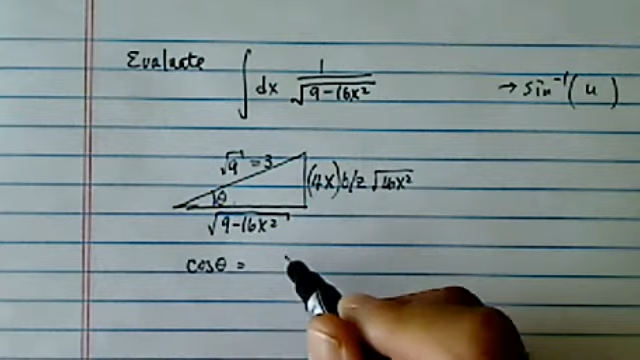 Evaluate ∫ dx 1/√(9-16x²) → sin⁻¹(u)
√9 = 3
(4x) b/z √16x²
θ
√(9-16x²)
cosθ =